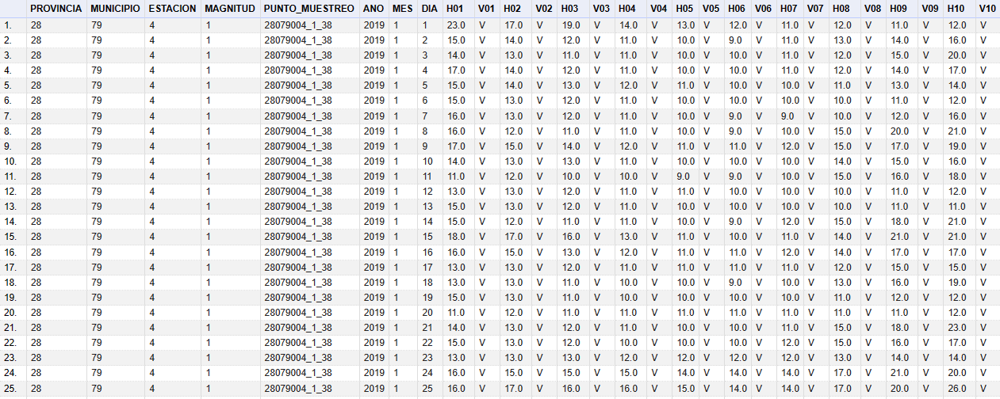 PROVINCIA MUNICIPIO ESTACION MAGNITUD PUNTO_MUESTREO ANO MES DIA H01 V01 H02 V02 H03 V03 H04 V04 H05 V05 H06 V06 H07 V07 H08 V08 H09 V09 H10 V10
1. 28 79 4 1 28079004_1_38 2019 1 1 23.0 V 17.0 V 19.0 V 14.0 V 13.0 V 12.0 V 11.0 V 12.0 V 11.0 V 12.0 V
2. 28 79 4 1 28079004_1_38 2019 1 2 15.0 V 14.0 V 12.0 V 11.0 V 10.0 V 9.0 V 11.0 V 13.0 V 14.0 V 16.0 V
3. 28 79 4 1 28079004_1_38 2019 1 3 14.0 V 13.0 V 11.0 V 11.0 V 10.0 V 10.0 V 11.0 V 12.0 V 15.0 V 20.0 V
4. 28 79 4 1 28079004_1_38 2019 1 4 17.0 V 14.0 V 12.0 V 11.0 V 10.0 V 10.0 V 10.0 V 12.0 V 14.0 V 17.0 V
5. 28 79 4 1 28079004_1_38 2019 1 5 15.0 V 14.0 V 13.0 V 12.0 V 11.0 V 10.0 V 10.0 V 11.0 V 13.0 V 14.0 V
6. 28 79 4 1 28079004_1_38 2019 1 6 15.0 V 13.0 V 12.0 V 11.0 V 10.0 V 10.0 V 10.0 V 10.0 V 11.0 V 12.0 V
7. 28 79 4 1 28079004_1_38 2019 1 7 16.0 V 13.0 V 12.0 V 11.0 V 10.0 V 9.0 V 9.0 V 10.0 V 12.0 V 16.0 V
8. 28 79 4 1 28079004_1_38 2019 1 8 16.0 V 12.0 V 11.0 V 11.0 V 10.0 V 9.0 V 10.0 V 15.0 V 20.0 V 21.0 V
9. 28 79 4 1 28079004_1_38 2019 1 9 17.0 V 15.0 V 14.0 V 12.0 V 11.0 V 11.0 V 12.0 V 15.0 V 17.0 V 19.0 V
10. 28 79 4 1 28079004_1_38 2019 1 10 14.0 V 13.0 V 13.0 V 11.0 V 10.0 V 10.0 V 10.0 V 14.0 V 15.0 V 16.0 V
11. 28 79 4 1 28079004_1_38 2019 1 11 11.0 V 12.0 V 10.0 V 10.0 V 9.0 V 9.0 V 10.0 V 15.0 V 16.0 V 18.0 V
12. 28 79 4 1 28079004_1_38 2019 1 12 13.0 V 13.0 V 12.0 V 11.0 V 11.0 V 10.0 V 10.0 V 10.0 V 11.0 V 12.0 V
13. 28 79 4 1 28079004_1_38 2019 1 13 15.0 V 13.0 V 12.0 V 11.0 V 10.0 V 10.0 V 10.0 V 10.0 V 11.0 V 11.0 V
14. 28 79 4 1 28079004_1_38 2019 1 14 15.0 V 12.0 V 11.0 V 11.0 V 10.0 V 9.0 V 12.0 V 15.0 V 18.0 V 21.0 V
15. 28 79 4 1 28079004_1_38 2019 1 15 18.0 V 17.0 V 16.0 V 13.0 V 11.0 V 10.0 V 11.0 V 14.0 V 21.0 V 21.0 V
16. 28 79 4 1 28079004_1_38 2019 1 16 16.0 V 15.0 V 13.0 V 12.0 V 11.0 V 11.0 V 12.0 V 14.0 V 17.0 V 17.0 V
17. 28 79 4 1 28079004_1_38 2019 1 17 13.0 V 13.0 V 12.0 V 11.0 V 11.0 V 11.0 V 11.0 V 12.0 V 15.0 V 15.0 V
18. 28 79 4 1 28079004_1_38 2019 1 18 13.0 V 13.0 V 11.0 V 10.0 V 10.0 V 9.0 V 10.0 V 13.0 V 16.0 V 19.0 V
19. 28 79 4 1 28079004_1_38 2019 1 19 15.0 V 13.0 V 11.0 V 10.0 V 10.0 V 10.0 V 10.0 V 11.0 V 12.0 V 12.0 V
20. 28 79 4 1 28079004_1_38 2019 1 20 11.0 V 12.0 V 11.0 V 11.0 V 11.0 V 11.0 V 11.0 V 11.0 V 11.0 V 12.0 V
21. 28 79 4 1 28079004_1_38 2019 1 21 14.0 V 13.0 V 12.0 V 11.0 V 10.0 V 10.0 V 11.0 V 15.0 V 18.0 V 23.0 V
22. 28 79 4 1 28079004_1_38 2019 1 22 15.0 V 13.0 V 12.0 V 10.0 V 10.0 V 10.0 V 12.0 V 15.0 V 16.0 V 17.0 V
23. 28 79 4 1 28079004_1_38 2019 1 23 13.0 V 13.0 V 13.0 V 12.0 V 12.0 V 12.0 V 12.0 V 13.0 V 14.0 V 14.0 V
24. 28 79 4 1 28079004_1_38 2019 1 24 16.0 V 15.0 V 15.0 V 15.0 V 14.0 V 14.0 V 14.0 V 17.0 V 21.0 V 20.0 V
25. 28 79 4 1 28079004_1_38 2019 1 25 16.0 V 17.0 V 16.0 V 16.0 V 15.0 V 14.0 V 14.0 V 17.0 V 20.0 V 26.0 V